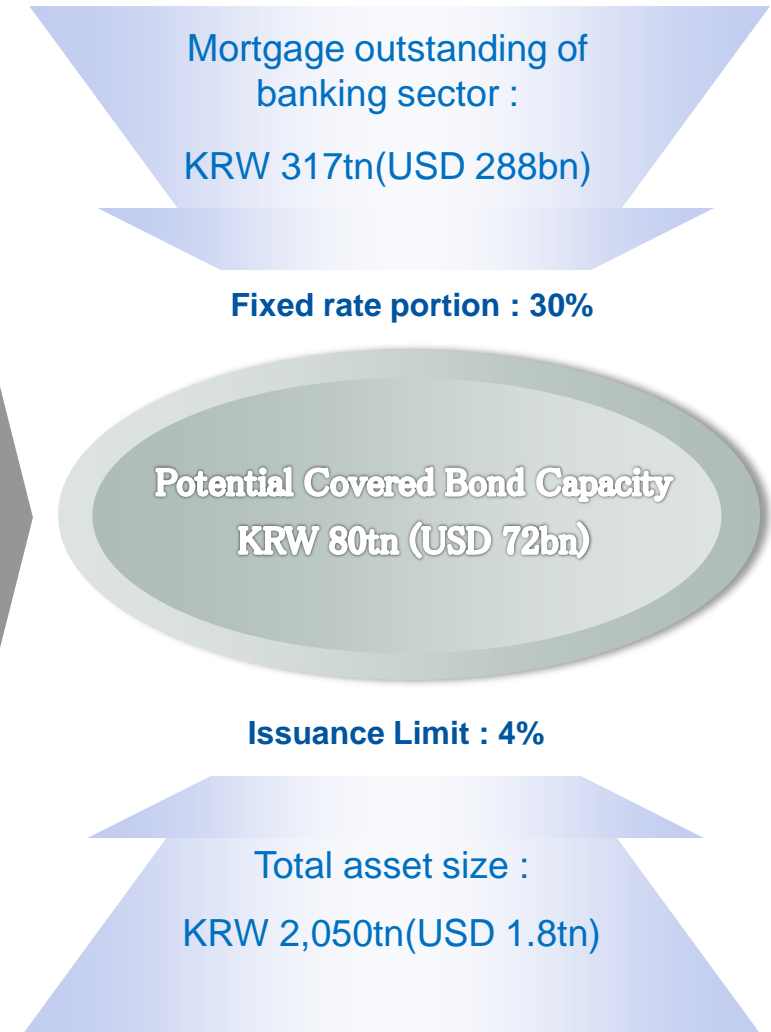 Mortgage outstanding of
banking sector :
KRW 317tn(USD 288bn)
Fixed rate portion : 30%
Potential Covered Bond Capacity
KRW 80tn (USD 72bn)
Issuance Limit : 4%
Total asset size :
KRW 2,050tn(USD 1.8tn)